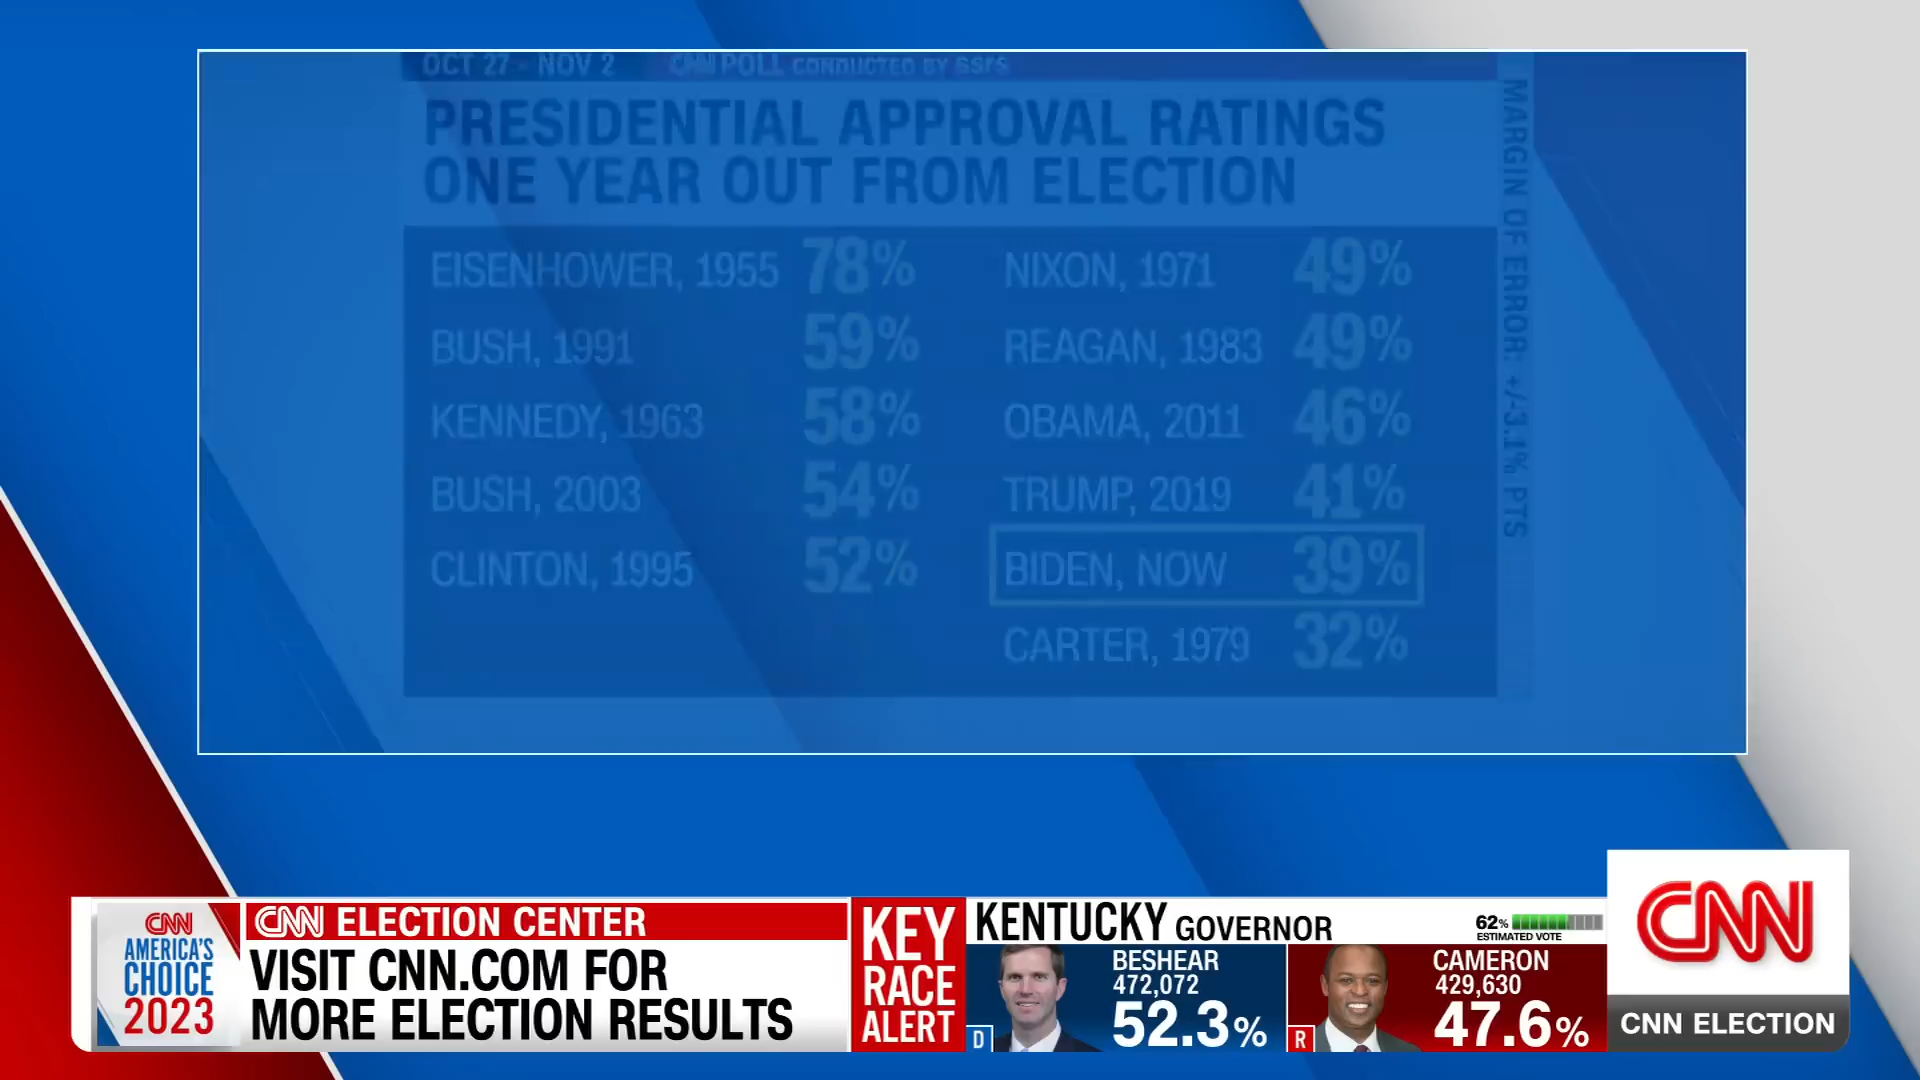 OCT 27 - NOV 2 CNN POLL CONDUCTED BY SSRS
PRESIDENTIAL APPROVAL RATINGS
ONE YEAR OUT FROM ELECTION
EISENHOWER, 1955 78%
BUSH, 1991 59%
KENNEDY, 1963 58%
BUSH, 2003 54%
CLINTON, 1995 52%
NIXON, 1971 49%
REAGAN, 1983 49%
OBAMA, 2011 46%
TRUMP, 2019 41%
BIDEN, NOW 39%
CARTER, 1979 32%
MARGIN OF ERROR: +/-3.1% PTS
CNN
AMERICA'S
CHOICE
2023
CNN ELECTION CENTER
VISIT CNN.COM FOR
MORE ELECTION RESULTS
KEY
RACE
ALERT
KENTUCKY GOVERNOR
62%
ESTIMATED VOTE
BESHEAR
472,072
52.3%
D
CAMERON
429,630
47.6%
R
CNN
CNN ELECTION